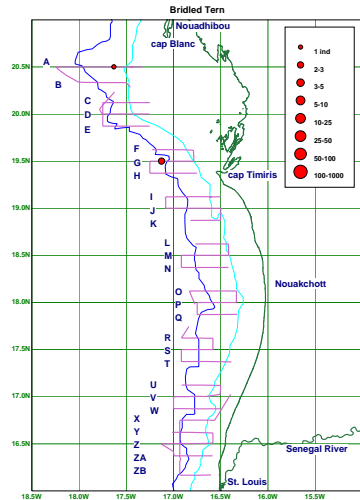 Bridled Tern
21.0N
Nouadhibou
cap Blanc
1 ind
2-3
3-5
5-10
10-25
25-50
50-100
100-1000
A
20.5N
B
C
20.0N
D
E
F
19.5N
G
H
cap Timiris
I
19.0N
J
K
L
18.5N
M
N
Nouakchott
O
18.0N
P
Q
R
17.5N
S
T
U
17.0N
V
W
X
Y
16.5N
Z
Senegal River
ZA
ZB
St. Louis
18.5W
18.0W
17.5W
17.0W
16.5W
16.0W
15.5W